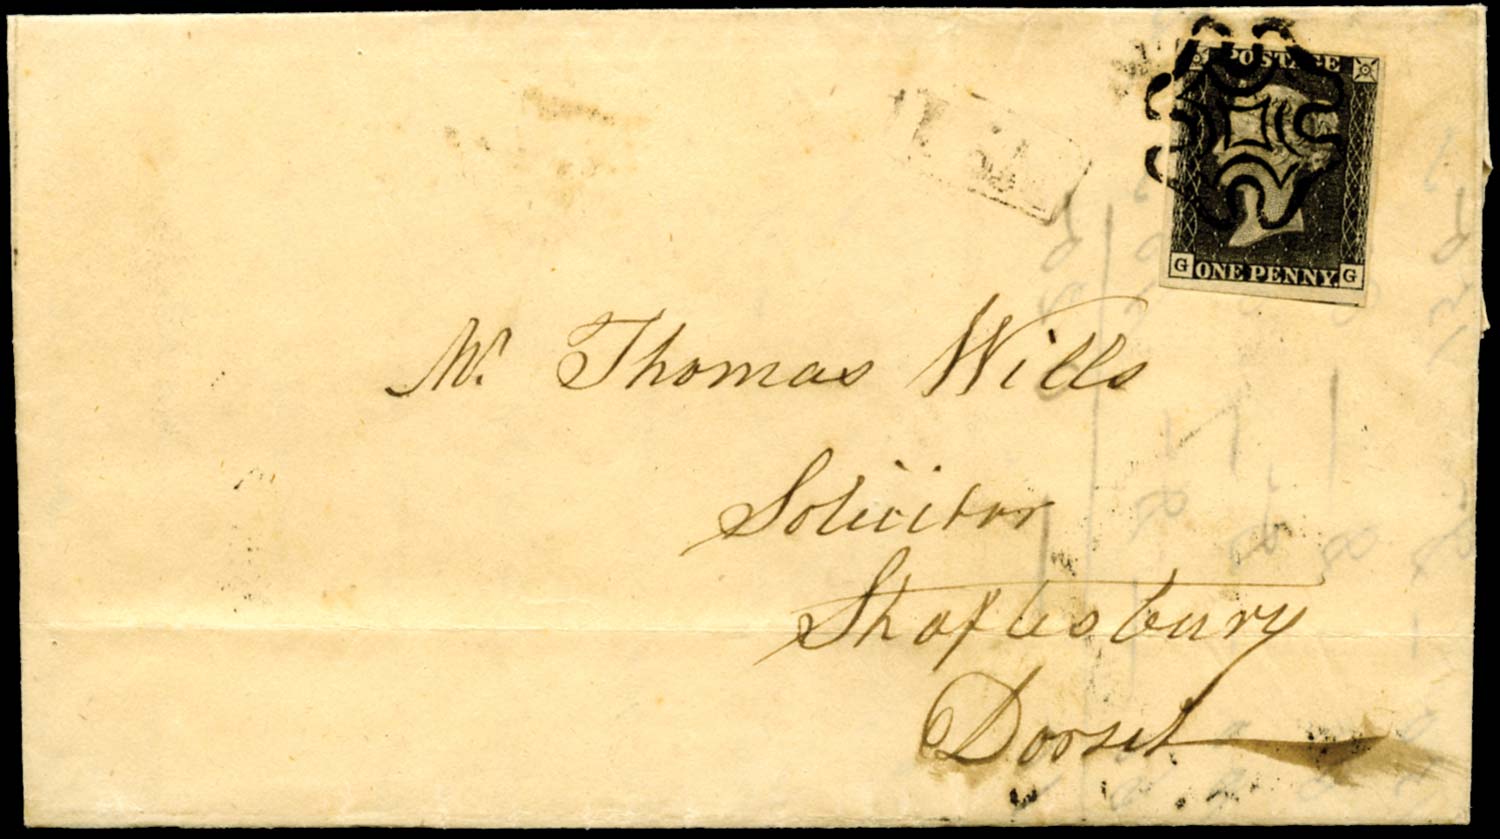 POSTAGE
G ONE PENNY. G
Mr. Thomas Wills
Solicitor
Shaftesbury
Dorset